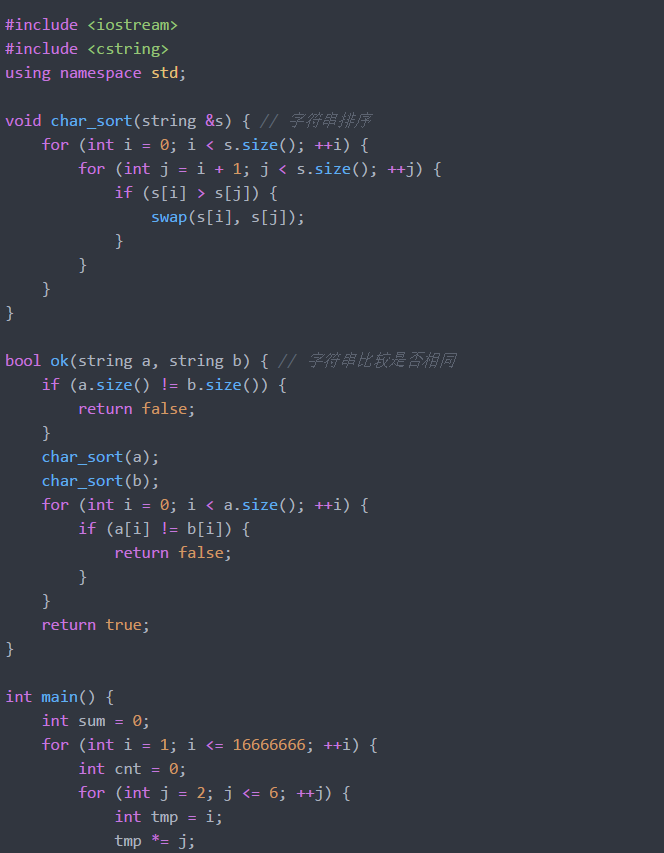 #include <iostream>
#include <cstring>
using namespace std;
void char_sort(string &s) { // 字符串排序
    for (int i = 0; i < s.size(); ++i) {
        for (int j = i + 1; j < s.size(); ++j) {
            if (s[i] > s[j]) {
                swap(s[i], s[j]);
            }
        }
    }
}
bool ok(string a, string b) { // 字符串比较是否相同
    if (a.size() != b.size()) {
        return false;
    }
    char_sort(a);
    char_sort(b);
    for (int i = 0; i < a.size(); ++i) {
        if (a[i] != b[i]) {
            return false;
        }
    }
    return true;
}
int main() {
    int sum = 0;
    for (int i = 1; i <= 16666666; ++i) {
        int cnt = 0;
        for (int j = 2; j <= 6; ++j) {
            int tmp = i;
            tmp *= j;